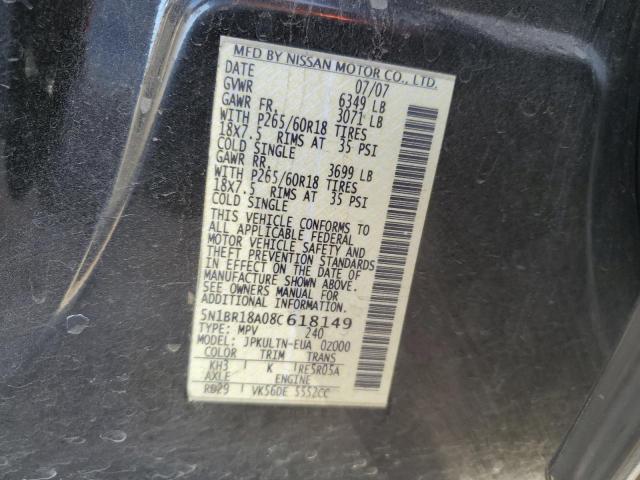 MFD BY NISSAN MOTOR CO., LTD.
DATE 07/07
GVWR 6349 LB
GAWR FR. 3071 LB
WITH P265/60R18 TIRES
18X7.5 RIMS AT 35 PSI
COLD SINGLE
GAWR RR. 3699 LB
WITH P265/60R18 TIRES
18X7.5 RIMS AT 35 PSI
COLD SINGLE
THIS VEHICLE CONFORMS TO
ALL APPLICABLE FEDERAL
MOTOR VEHICLE SAFETY AND
THEFT PREVENTION STANDARDS
IN EFFECT ON THE DATE OF
MANUFACTURE SHOWN ABOVE.
SEE OWNERS MANUAL FOR
ADDITIONAL INFORMATION
5N1BR18A08C618149
TYPE: MPV 240
MODEL: JPKULTN-EUA 02000
COLOR TRIM TRANS
KH3 K RE5R05A
AXLE ENGINE
RD29 VK56DE 5552CC